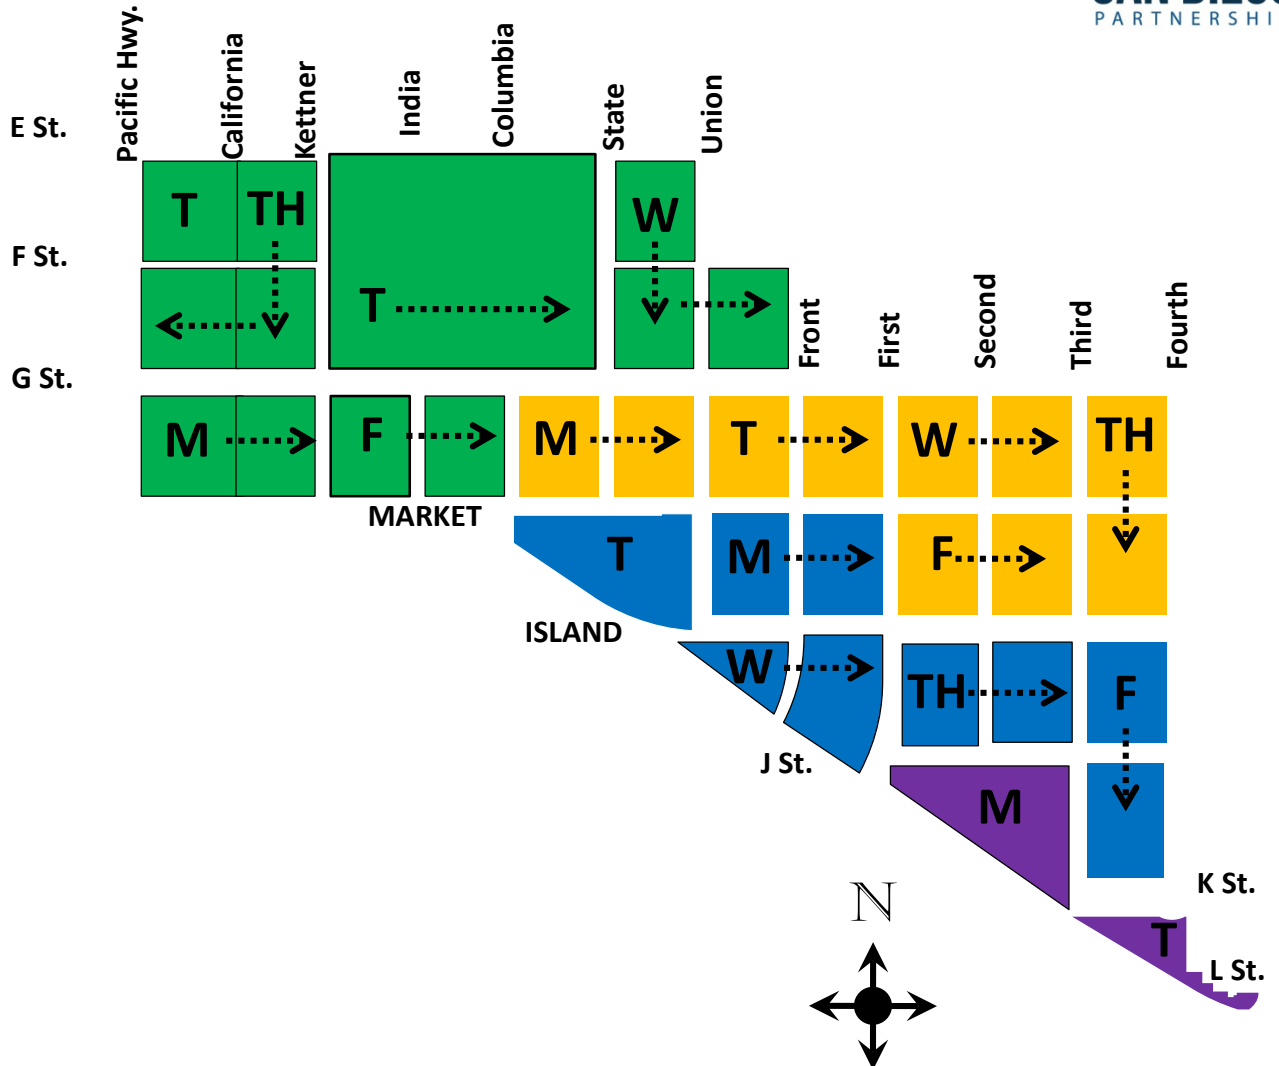 PARTNERSHI
Pacific Hwy.
California
Kettner
India
Columbia
State
Union
E St.
T
TH
W
F St.
T
Front
First
Second
Third
Fourth
G St.
M
F
M
T
W
TH
MARKET
T
M
F
ISLAND
W
TH
F
J St.
M
K St.
N
T
L St.